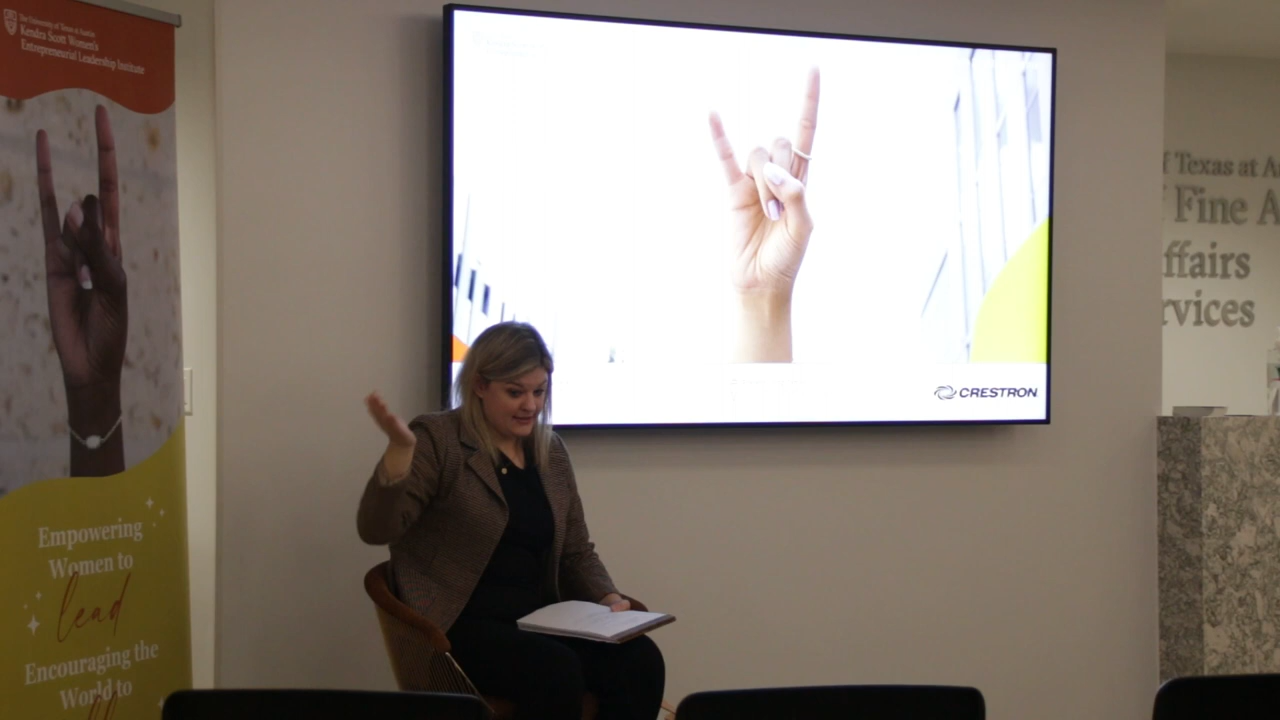 The University of Texas at Austin
Kendra Scott Women's
Entrepreneurial Leadership Institute
Empowering
Women to
lead
Encouraging the
World to
CRESTRON
f Texas at A
Fine A
ffairs
rvices